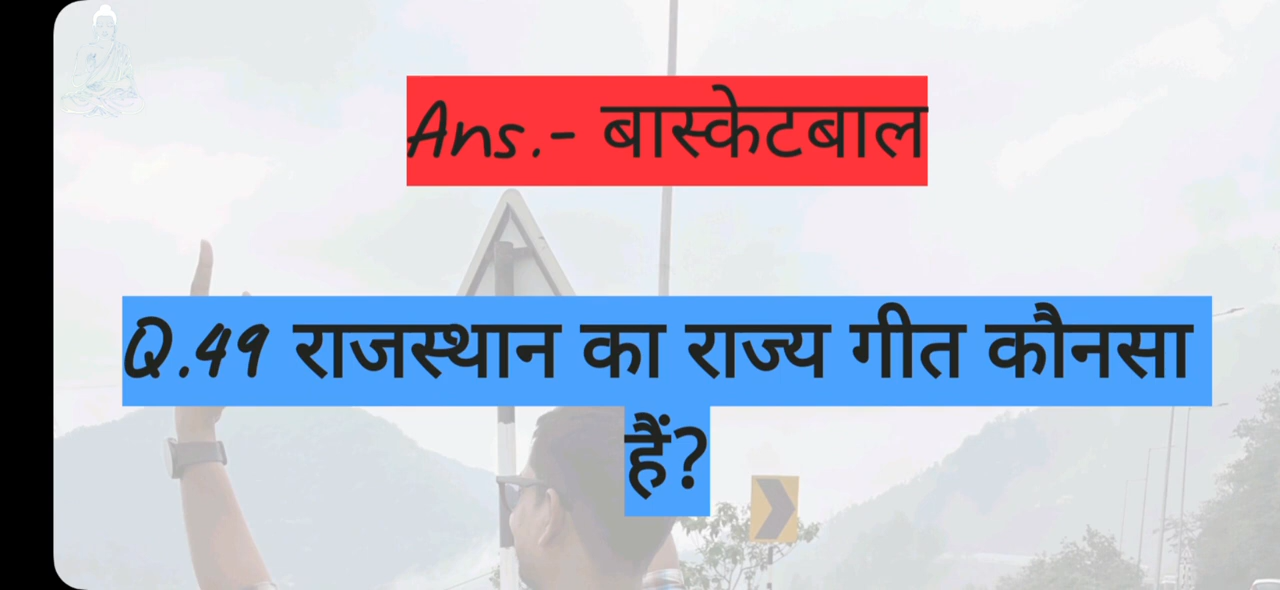 Ans.- बास्केटबाल
Q.49 राजस्थान का राज्य गीत कौनसा
हैं?